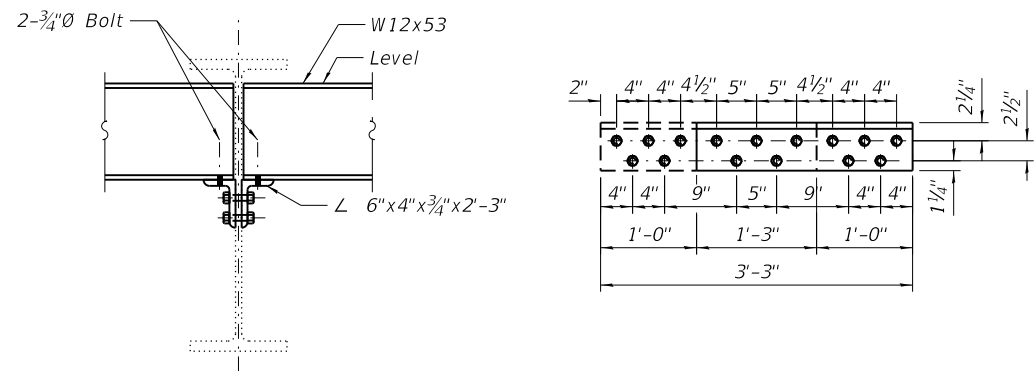 2-¾"Ø Bolt
W12x53
Level
∠ 6"x4"x¾"x2'-3"
2" 4" 4" 4½" 5" 5" 4½" 4" 4"
2¼"
2½"
1¼"
4" 4" 9" 5" 9" 4" 4"
1'-0" 1'-3" 1'-0"
3'-3"